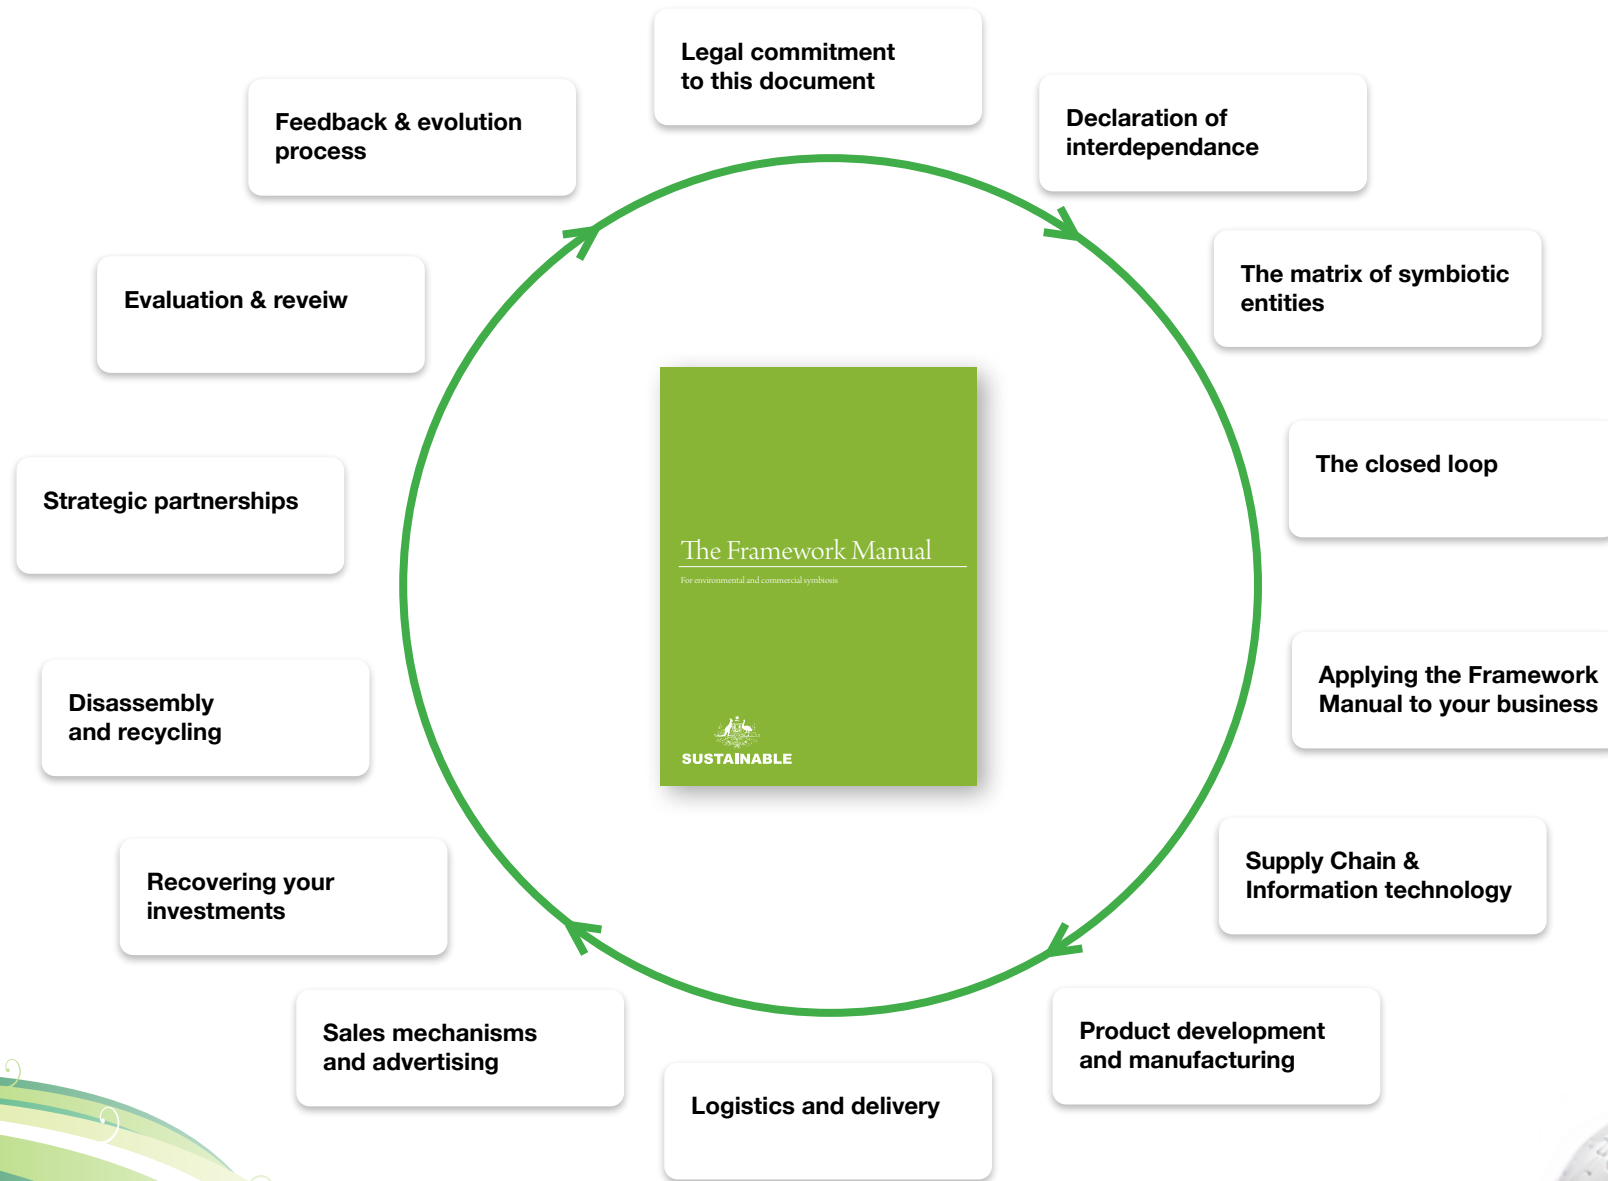 Legal commitment
to this document
Declaration of
interdependance
The matrix of symbiotic
entities
The closed loop
Applying the Framework
Manual to your business
Supply Chain &
Information technology
Product development
and manufacturing
Logistics and delivery
Sales mechanisms
and advertising
Recovering your
investments
Disassembly
and recycling
Strategic partnerships
Evaluation & reveiw
Feedback & evolution
process
The Framework Manual
For environmental and commercial symbiosis
SUSTAINABLE